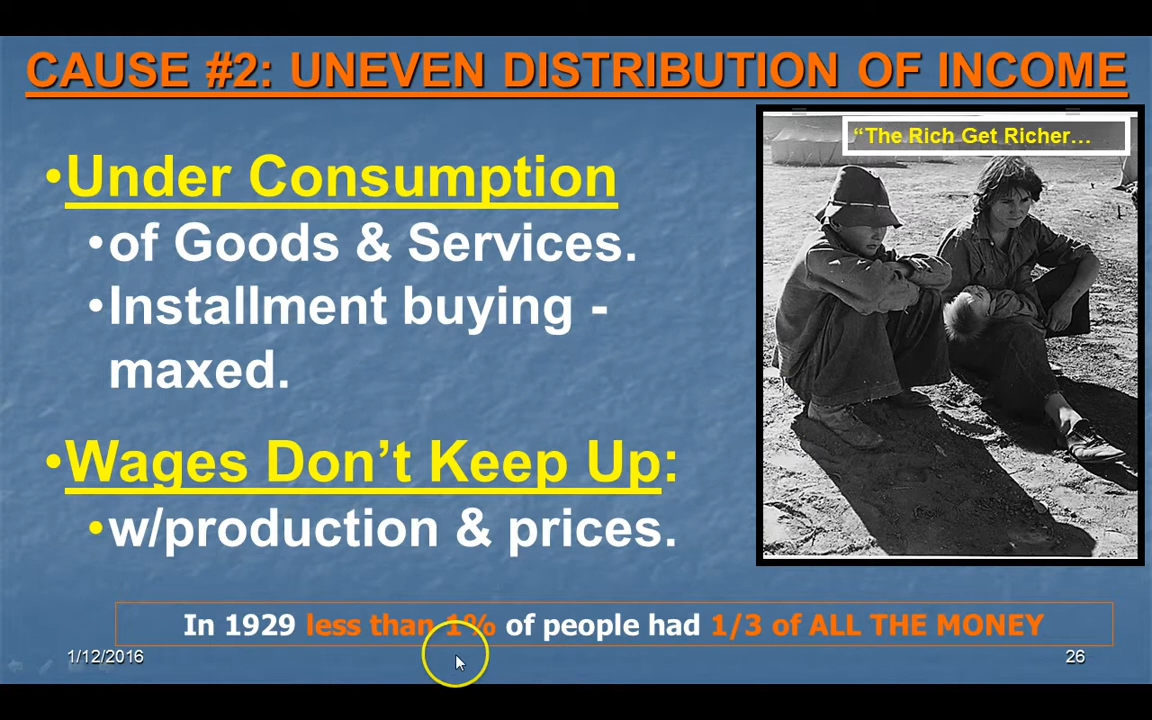 CAUSE #2: UNEVEN DISTRIBUTION OF INCOME
“The Rich Get Richer…
•Under Consumption
•of Goods & Services.
•Installment buying -
maxed.
•Wages Don’t Keep Up:
•w/production & prices.
In 1929 less than 1% of people had 1/3 of ALL THE MONEY
1/12/2016
26